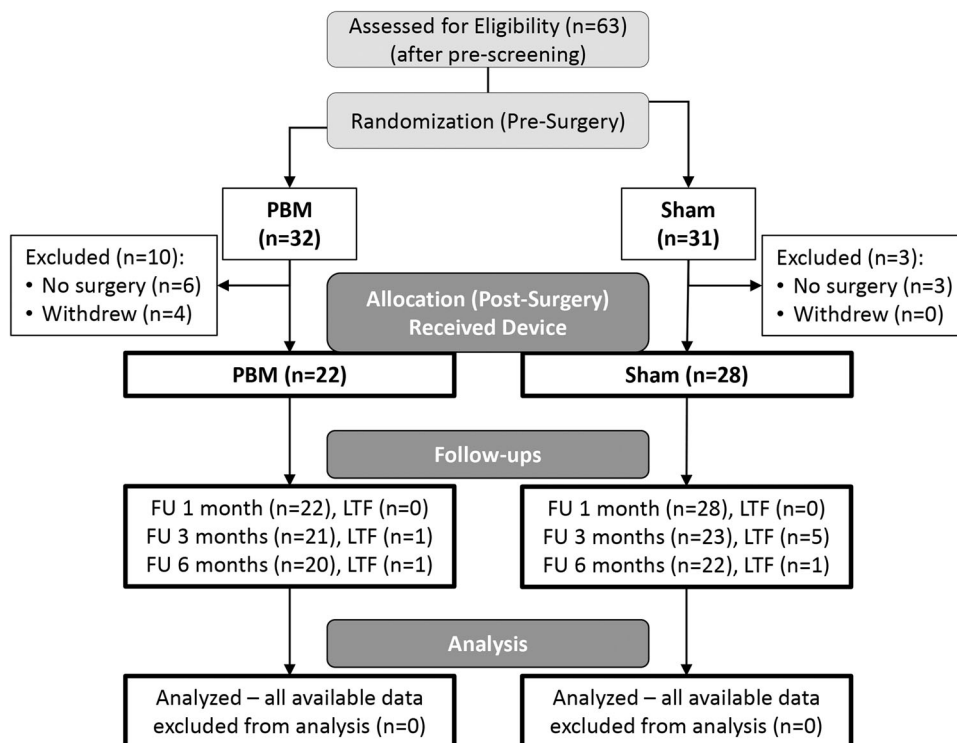 Assessed for Eligibility (n=63)
(after pre-screening)
Randomization (Pre-Surgery)
PBM
(n=32)
Sham
(n=31)
Excluded (n=10):
• No surgery (n=6)
• Withdrew (n=4)
Excluded (n=3):
• No surgery (n=3)
• Withdrew (n=0)
Allocation (Post-Surgery)
Received Device
PBM (n=22)
Sham (n=28)
Follow-ups
FU 1 month (n=22), LTF (n=0)
FU 3 months (n=21), LTF (n=1)
FU 6 months (n=20), LTF (n=1)
FU 1 month (n=28), LTF (n=0)
FU 3 months (n=23), LTF (n=5)
FU 6 months (n=22), LTF (n=1)
Analysis
Analyzed – all available data
excluded from analysis (n=0)
Analyzed – all available data
excluded from analysis (n=0)